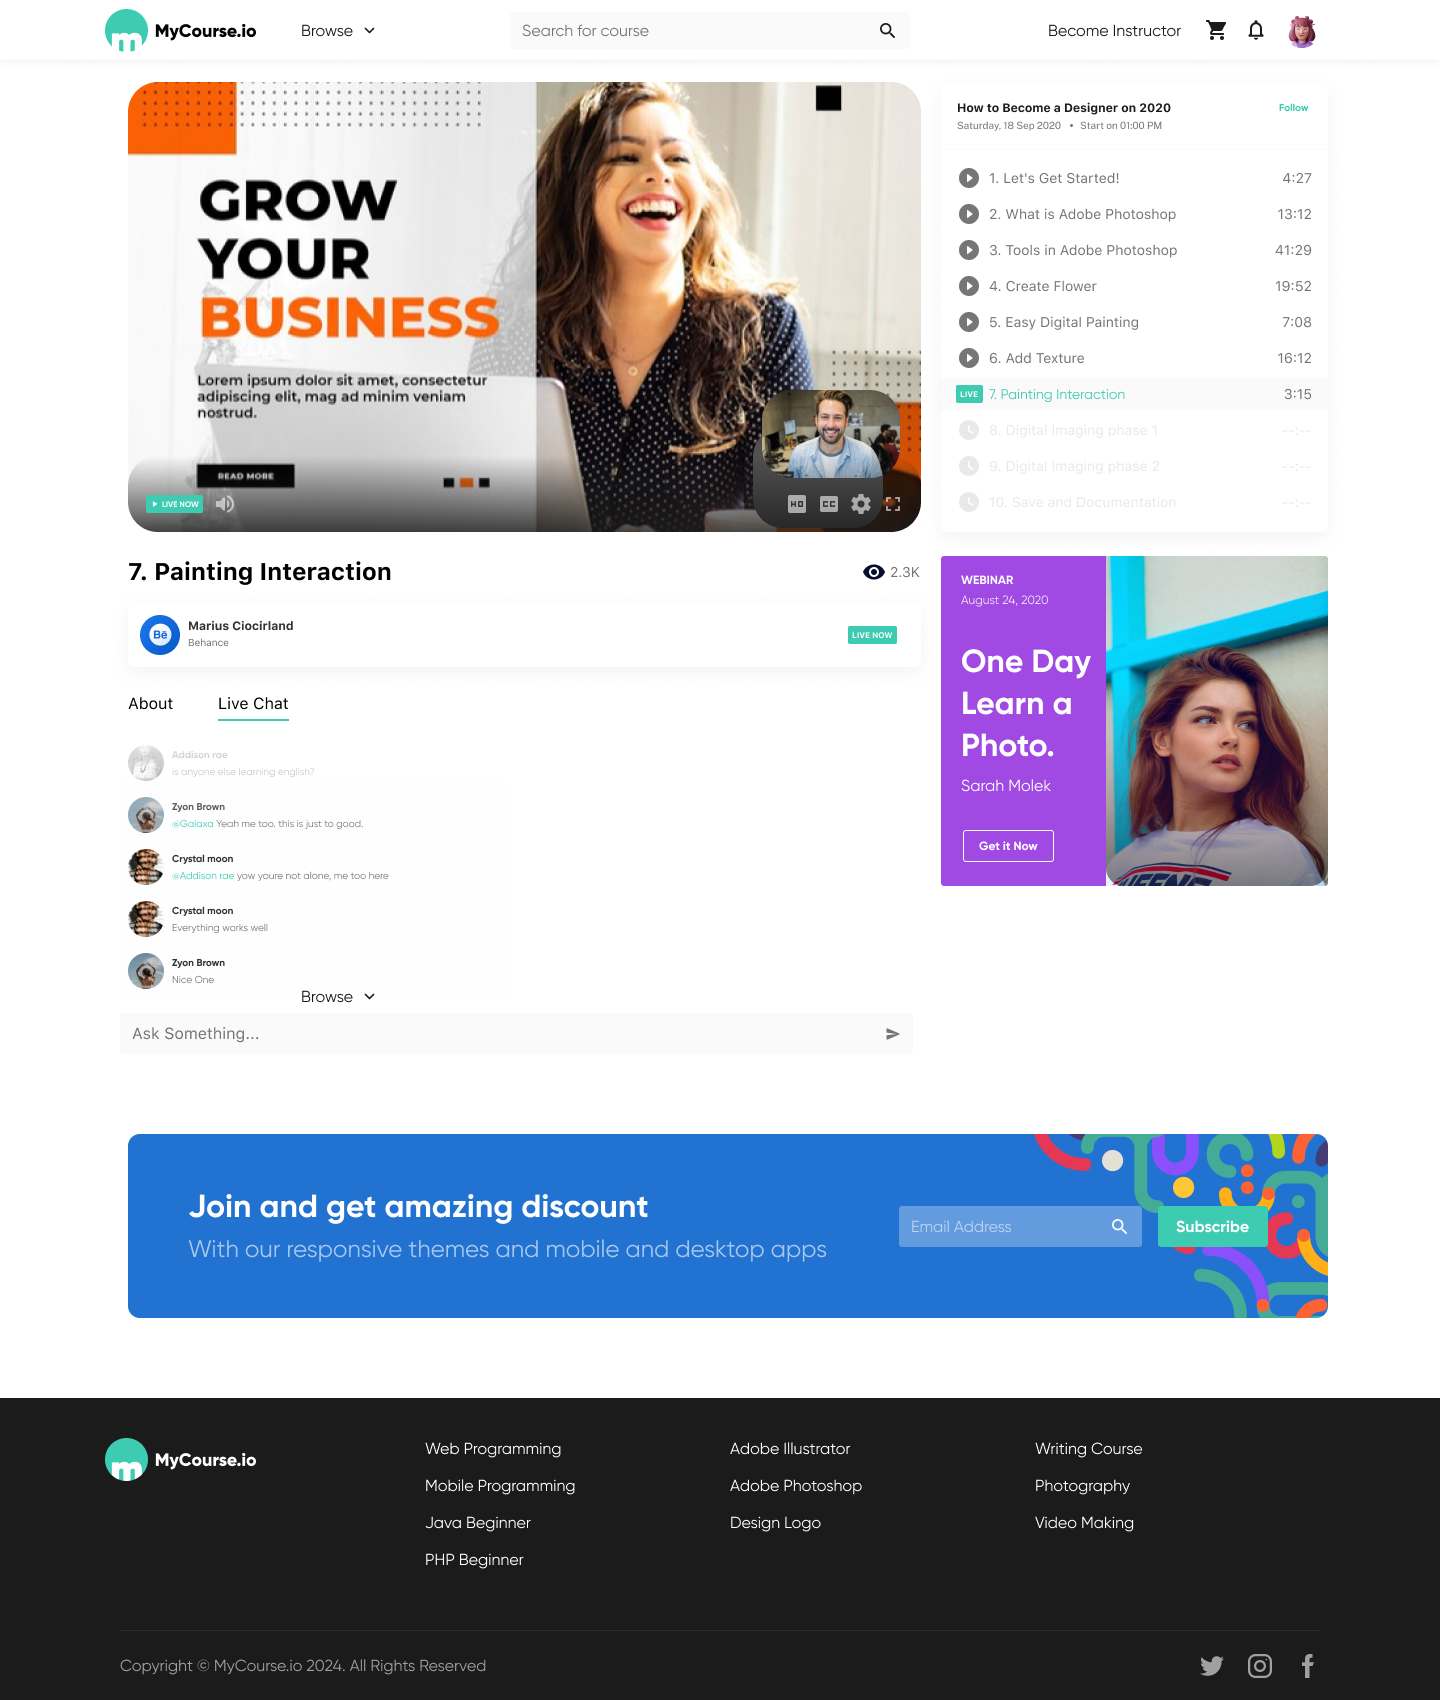 MyCourse.io
Browse
Search for course
Become Instructor
GROW
YOUR
BUSINESS
Lorem ipsum dolor sit amet, consectetur
adipiscing elit, mag ad minim veniam
nostrud.
READ MORE
LIVE NOW
HD
CC
How to Become a Designer on 2020
Follow
Saturday, 18 Sep 2020 • Start on 01:00 PM
1. Let's Get Started! 4:27
2. What is Adobe Photoshop 13:12
3. Tools in Adobe Photoshop 41:29
4. Create Flower 19:52
5. Easy Digital Painting 7:08
6. Add Texture 16:12
LIVE 7. Painting Interaction 3:15
8. Digital Imaging phase 1 --:--
9. Digital Imaging phase 2 --:--
10. Save and Documentation --:--
7. Painting Interaction
2.3K
Bē
Marius Ciocirland
Behance
LIVE NOW
About
Live Chat
Addison rae
is anyone else learning english?
Zyon Brown
@Galaxa Yeah me too. this is just to good.
Crystal moon
@Addison rae yow youre not alone, me too here
Crystal moon
Everything works well
Zyon Brown
Nice One
Browse
Ask Something...
WEBINAR
August 24, 2020
One Day
Learn a
Photo.
Sarah Molek
Get it Now
Join and get amazing discount
With our responsive themes and mobile and desktop apps
Email Address
Subscribe
MyCourse.io
Web Programming
Mobile Programming
Java Beginner
PHP Beginner
Adobe Illustrator
Adobe Photoshop
Design Logo
Writing Course
Photography
Video Making
Copyright © MyCourse.io 2024. All Rights Reserved